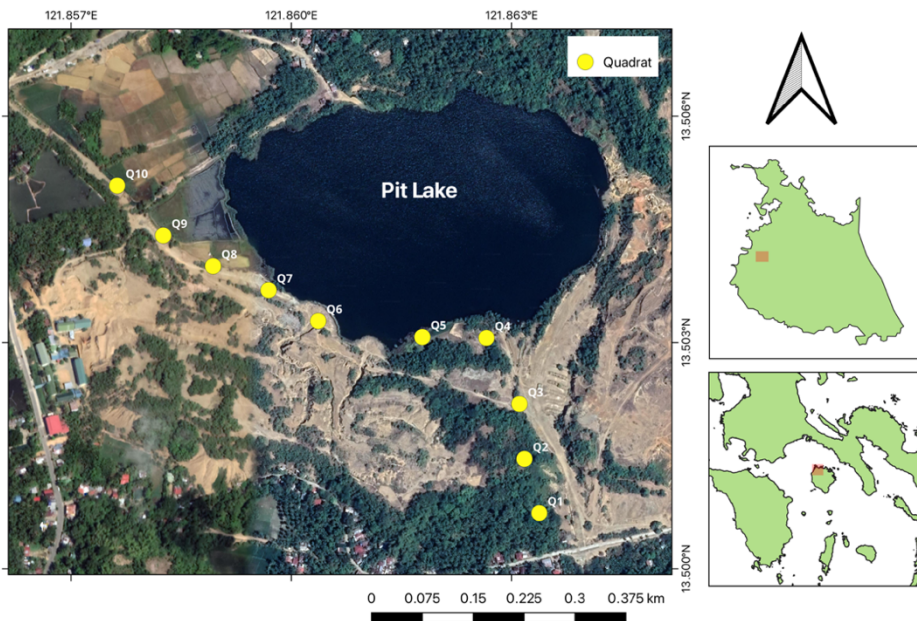 121.857°E 121.860°E 121.863°E
Quadrat
13.506°N
Pit Lake
Q10
Q9
Q8
Q7
Q6
Q5
Q4
13.503°N
Q3
Q2
Q1
13.500°N
0 0.075 0.15 0.225 0.3 0.375 km